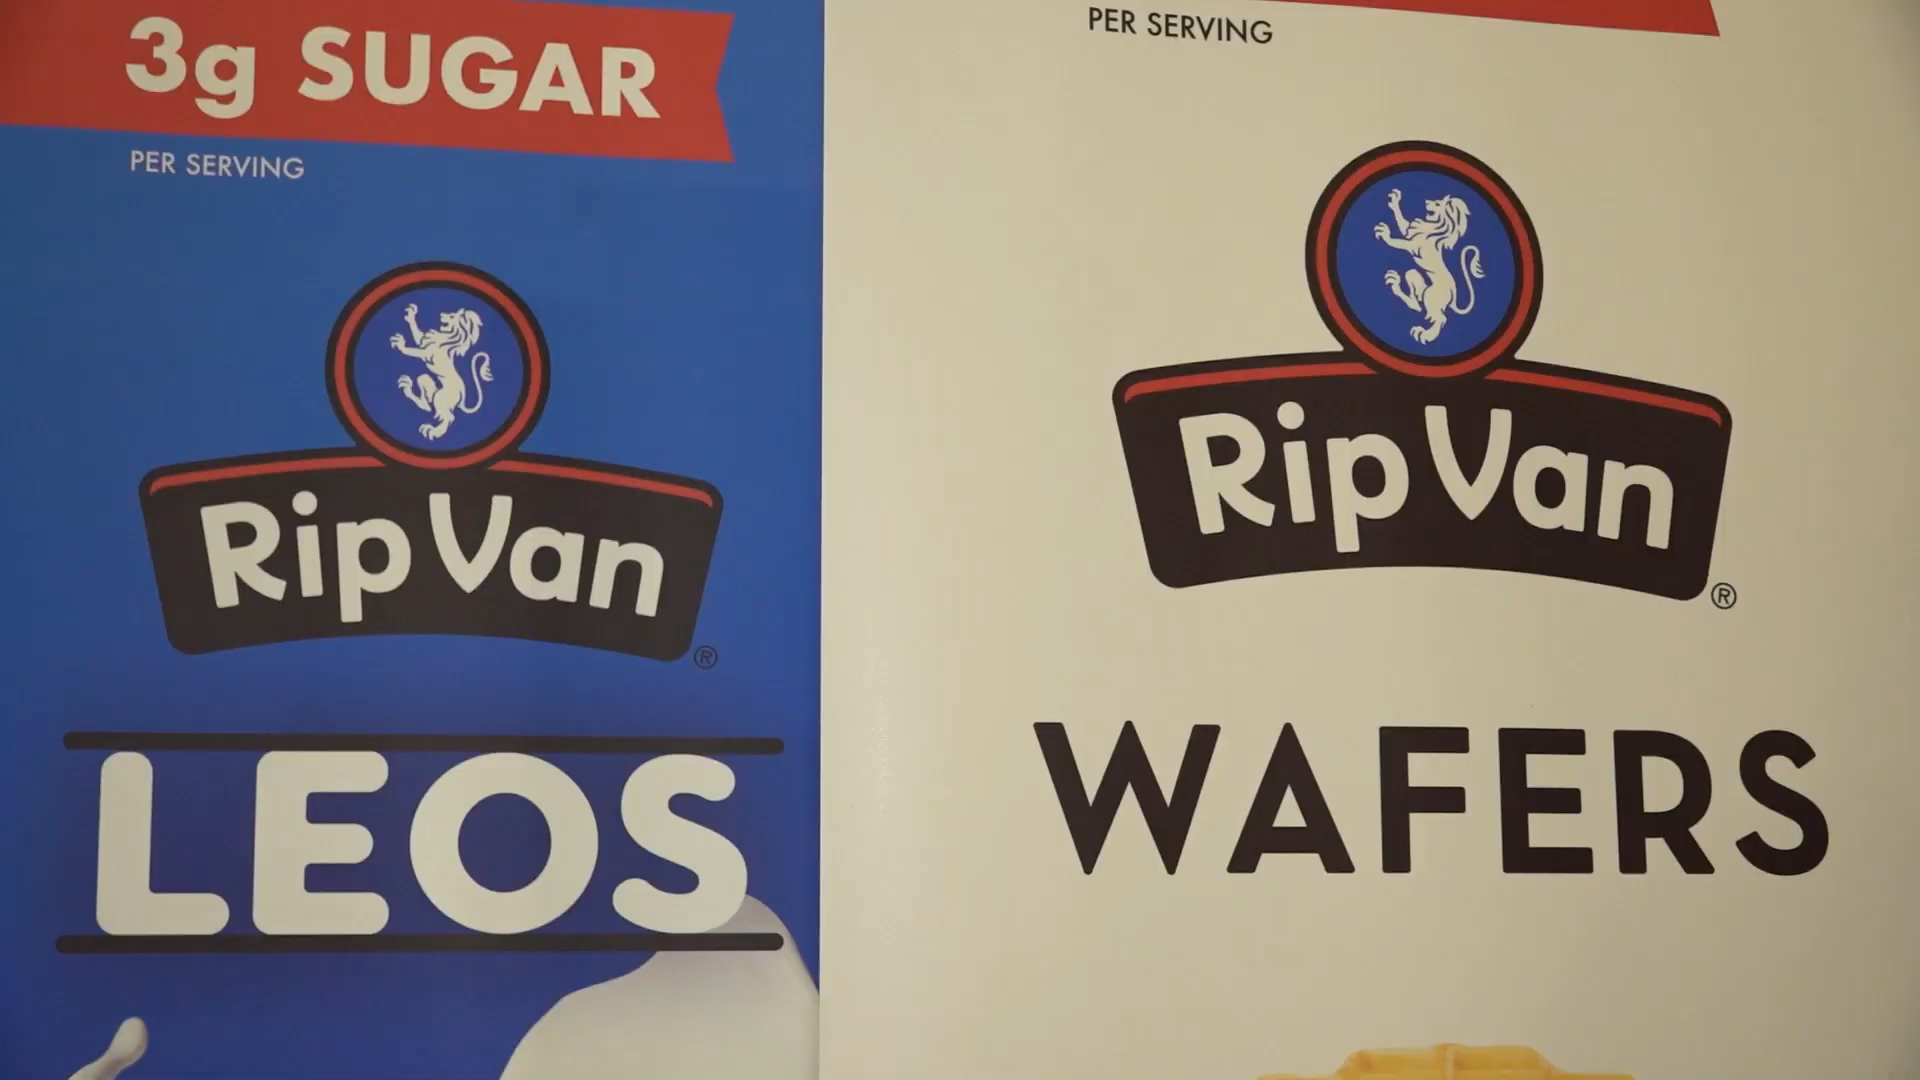 3g SUGAR
PER SERVING
Rip Van
®
LEOS
PER SERVING
Rip Van
®
WAFERS